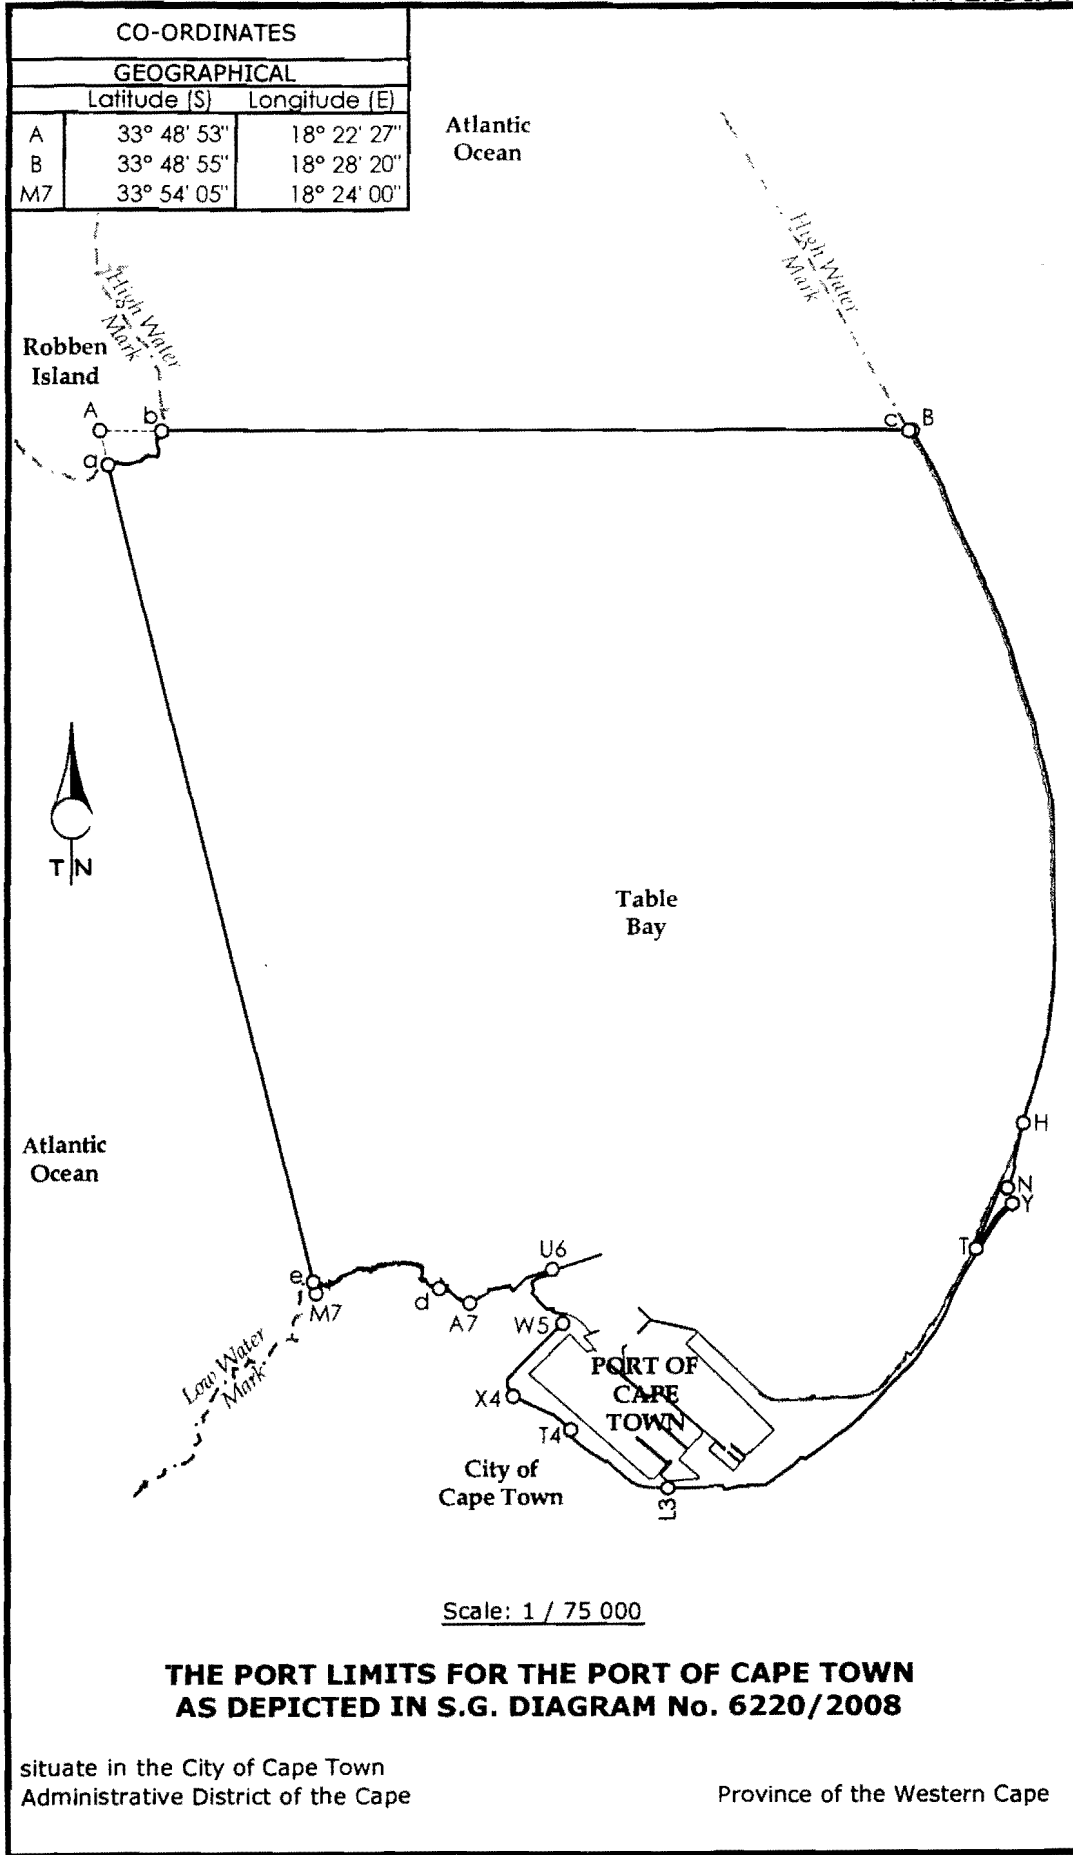 CO-ORDINATES
GEOGRAPHICAL
Latitude (S) Longitude (E)
A 33° 48' 53" 18° 22' 27"
B 33° 48' 55" 18° 28' 20"
M7 33° 54' 05" 18° 24' 00"
Atlantic
Ocean
High Water
Mark
High Water
Mark
Robben
Island
A
b
c
B
a
T N
Table
Bay
Atlantic
Ocean
H
N
Y
T
U6
e
M7
d
A7
W5
Low Water
Mark
X4
T4
PORT OF
CAPE
TOWN
City of
Cape Town
L3
Scale: 1 / 75 000
THE PORT LIMITS FOR THE PORT OF CAPE TOWN
AS DEPICTED IN S.G. DIAGRAM No. 6220/2008
situate in the City of Cape Town
Administrative District of the Cape
Province of the Western Cape